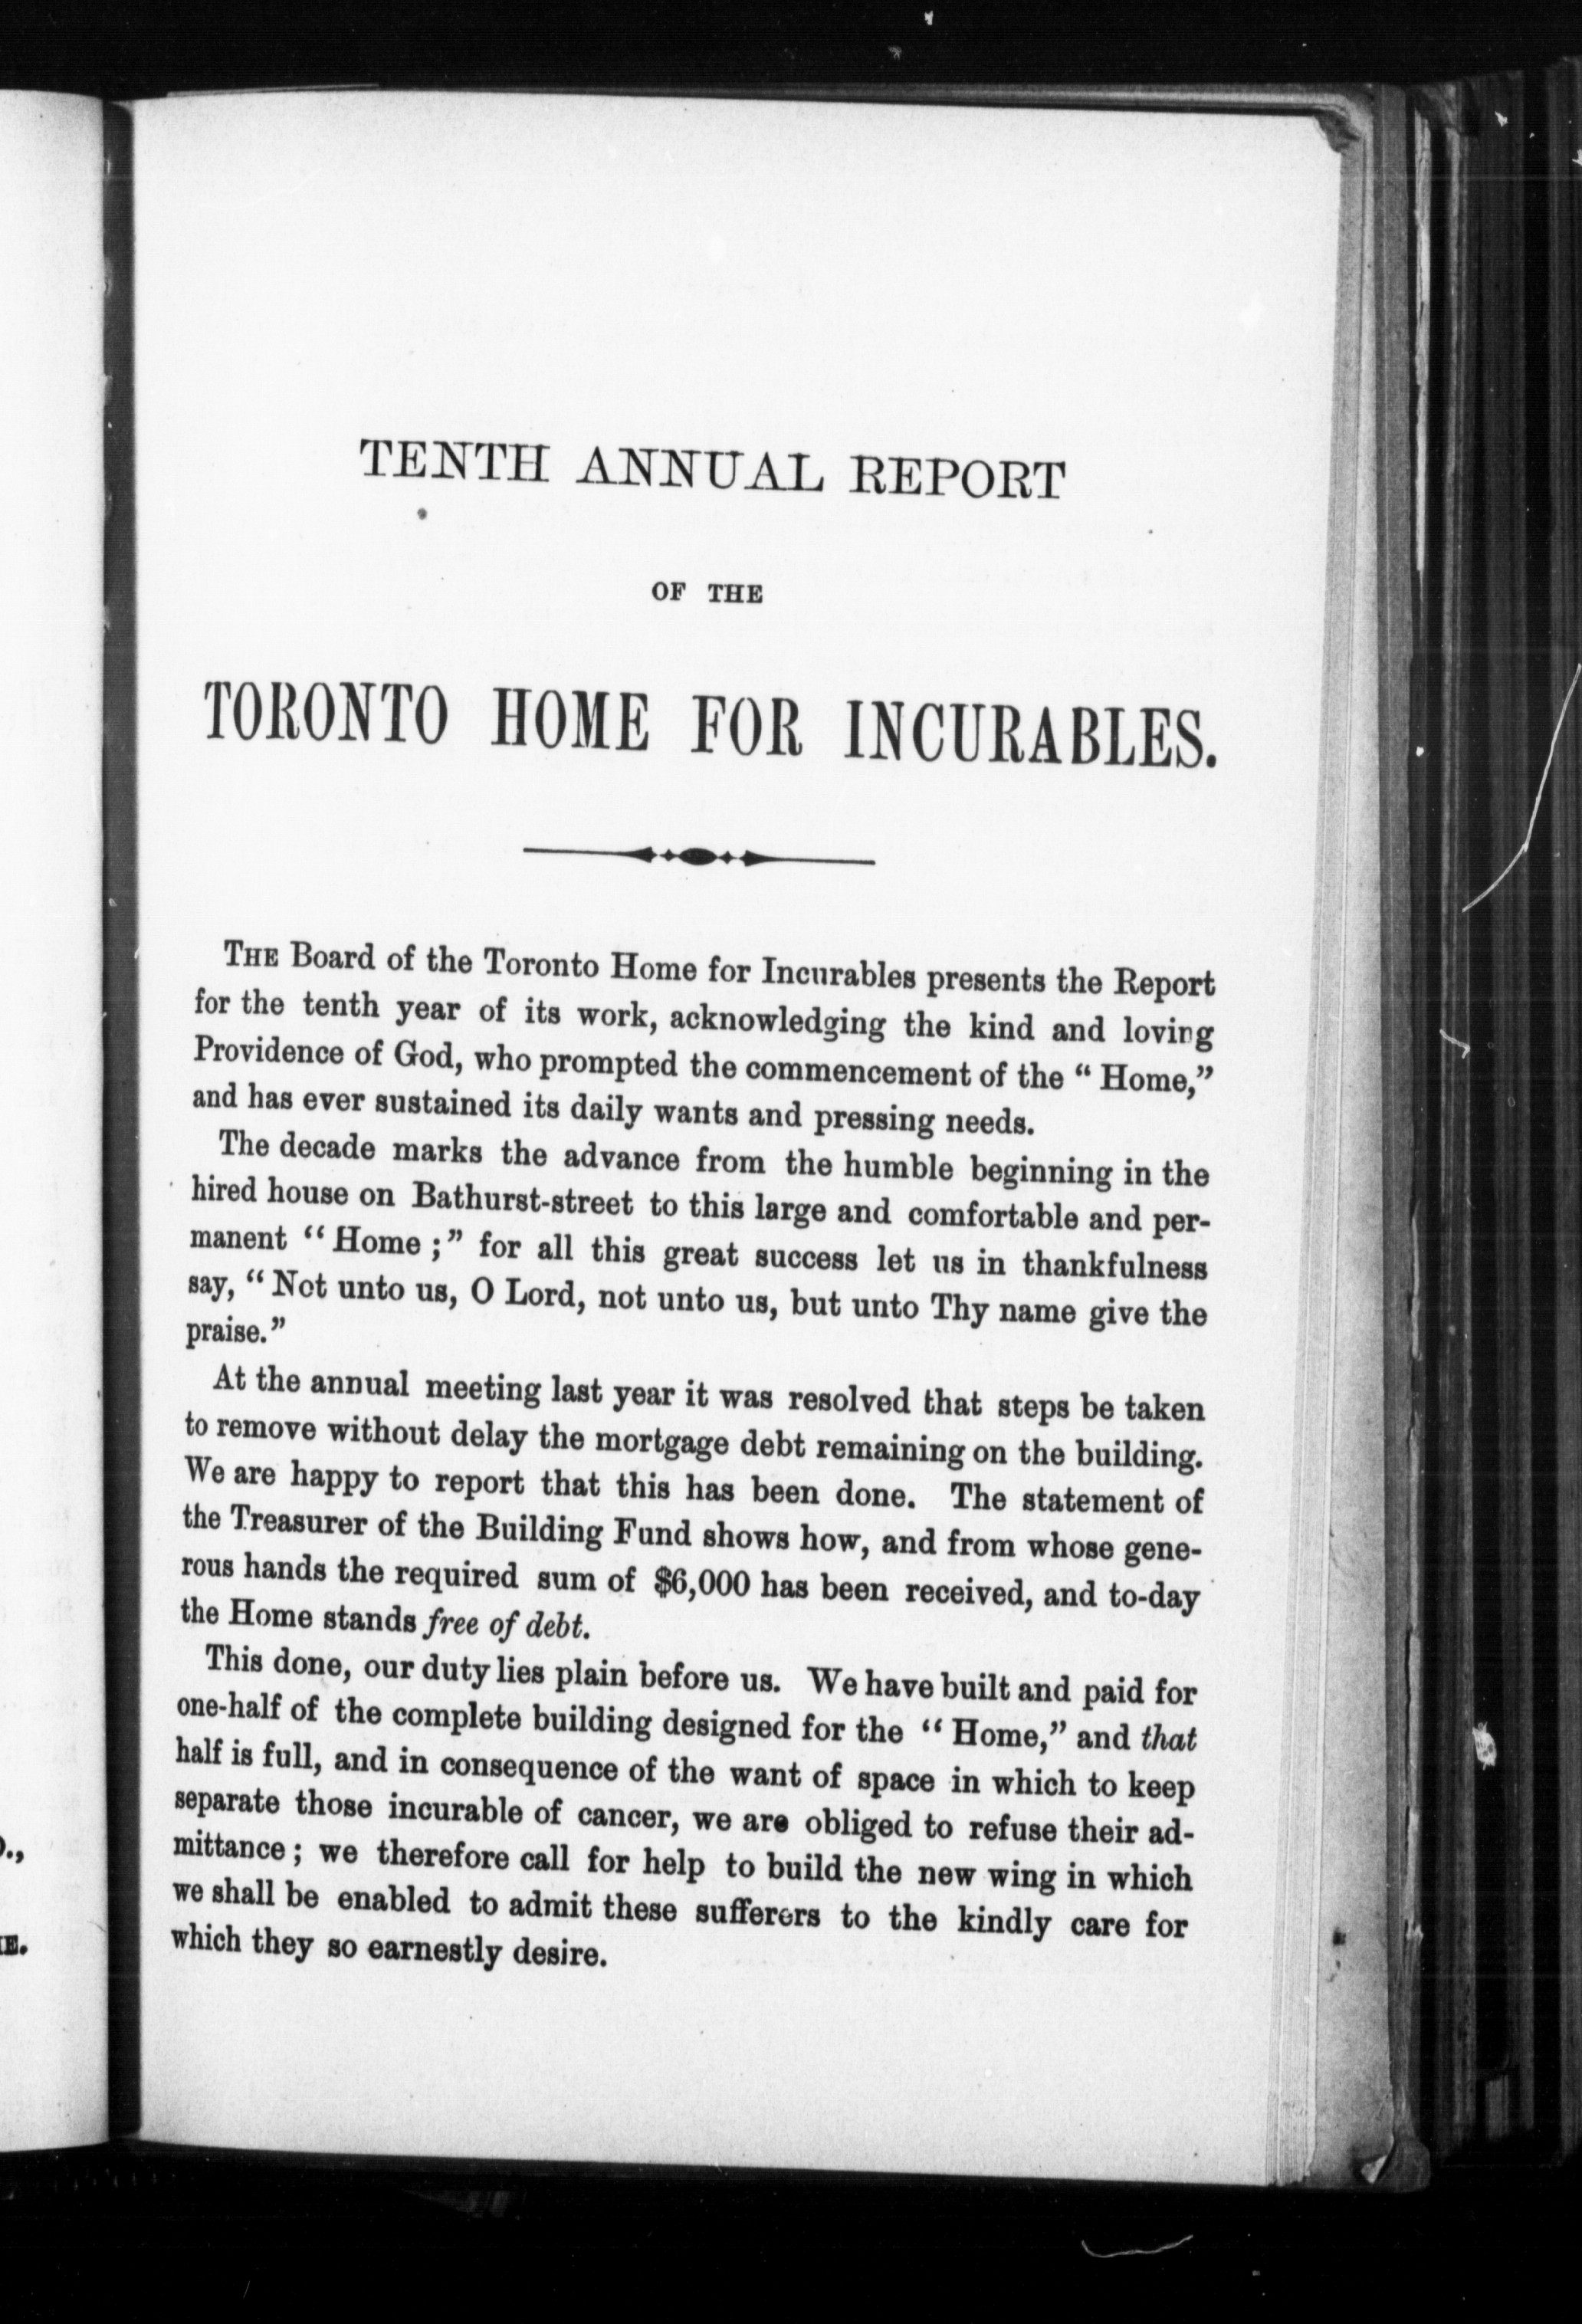 TENTH ANNUAL REPORT
OF THE
TORONTO HOME FOR INCURABLES.
THE Board of the Toronto Home for Incurables presents the Report
for the tenth year of its work, acknowledging the kind and loving
Providence of God, who prompted the commencement of the “ Home,”
and has ever sustained its daily wants and pressing needs.
The decade marks the advance from the humble beginning in the
hired house on Bathurst-street to this large and comfortable and per-
manent “ Home ;” for all this great success let us in thankfulness
say, “ Not unto us, O Lord, not unto us, but unto Thy name give the
praise.”
At the annual meeting last year it was resolved that steps be taken
to remove without delay the mortgage debt remaining on the building.
We are happy to report that this has been done. The statement of
the Treasurer of the Building Fund shows how, and from whose gene-
rous hands the required sum of $6,000 has been received, and to-day
the Home stands free of debt.
This done, our duty lies plain before us. We have built and paid for
one-half of the complete building designed for the “ Home,” and that
half is full, and in consequence of the want of space in which to keep
separate those incurable of cancer, we are obliged to refuse their ad-
mittance ; we therefore call for help to build the new wing in which
we shall be enabled to admit these sufferers to the kindly care for
which they so earnestly desire.